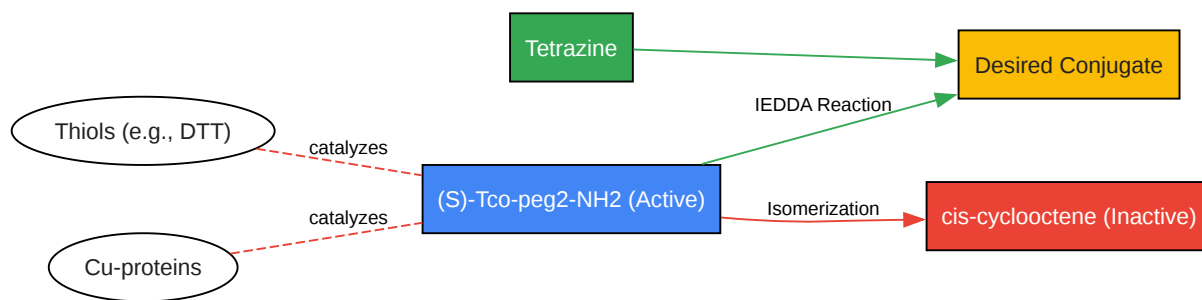 Tetrazine
Desired Conjugate
IEDDA Reaction
Thiols (e.g., DTT)
catalyzes
(S)-Tco-peg2-NH2 (Active)
Isomerization
cis-cyclooctene (Inactive)
catalyzes
Cu-proteins